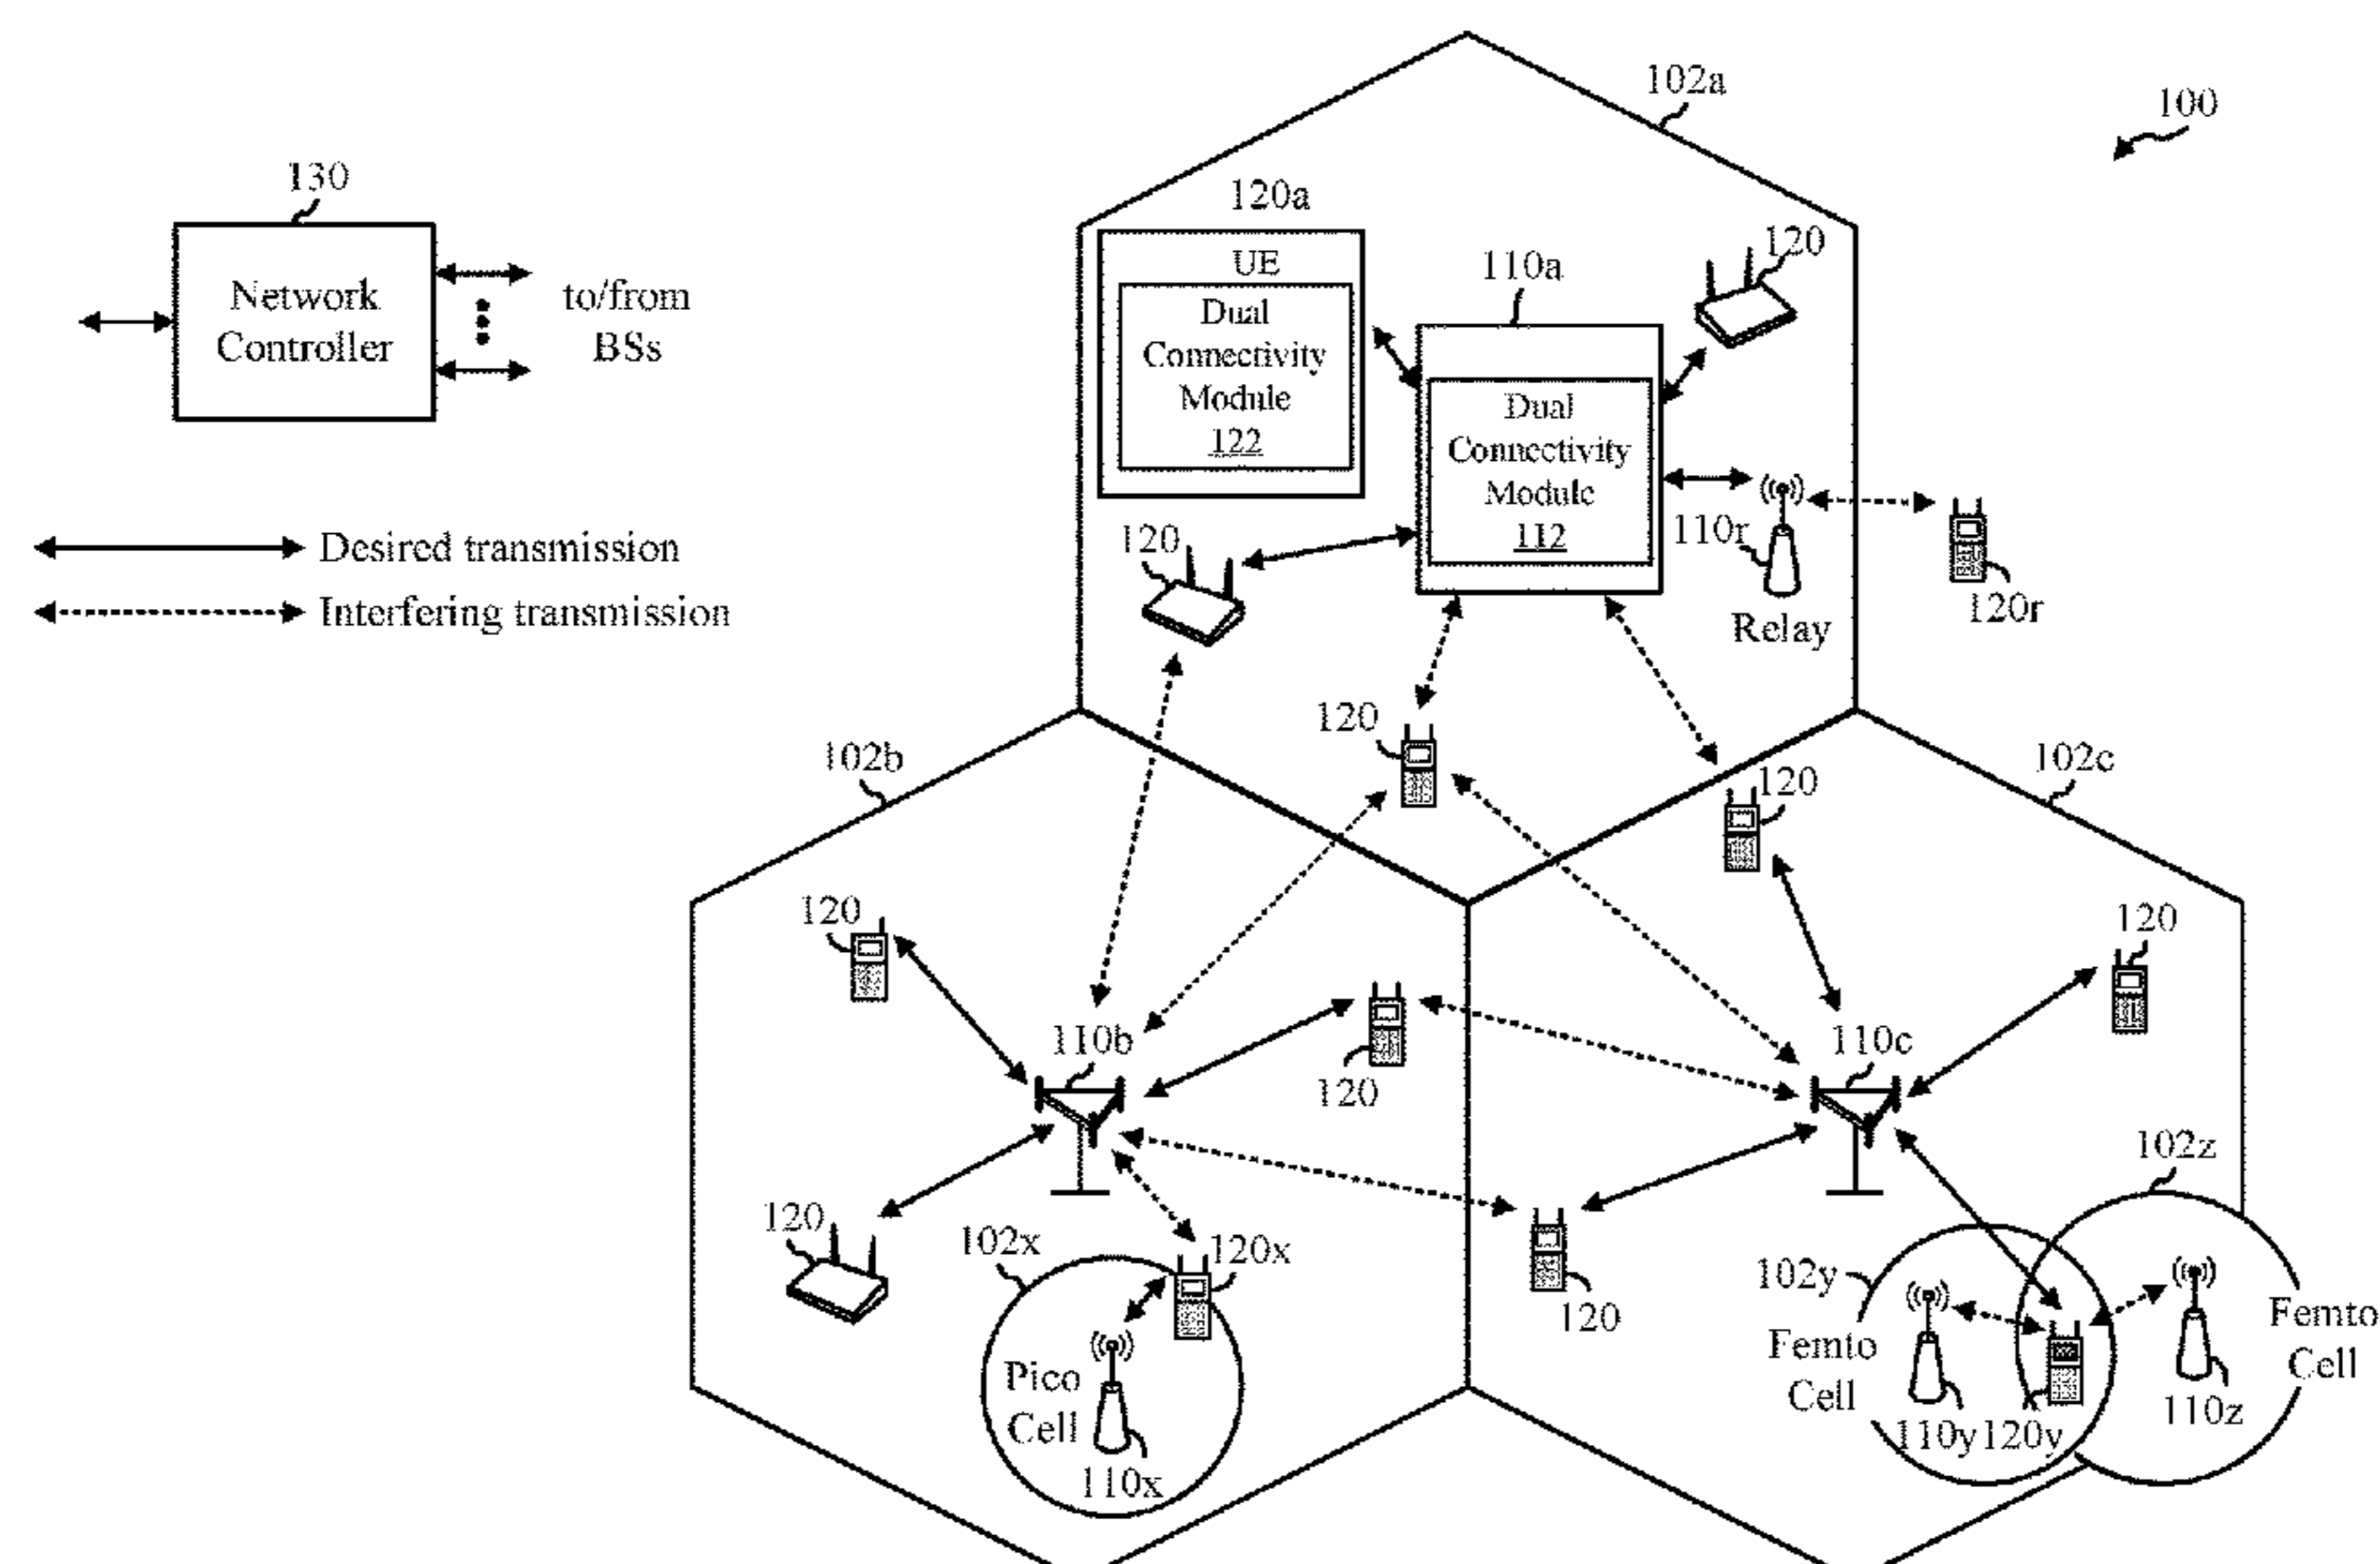 102a
100
130
120a
120
UE
110a
Network
Controller
to/from
BSs
Dual
Connectivity
Module
122
Dual
Connectivity
Module
112
110r
Relay
120r
Desired transmission
Interfering transmission
120
120
120
102b
102c
120
120
120
110b
110c
120
102z
120
102x
120x
102y
120
Pico
Cell
110x
Femto
Cell
110y
120y
110z
Femto
Cell